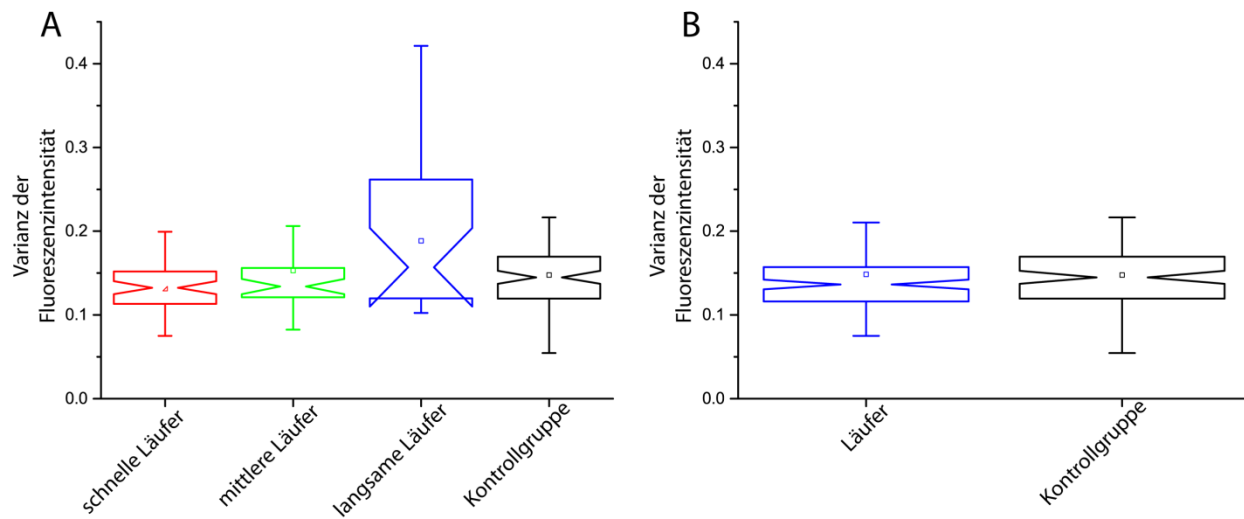 A
Varianz der
Fluoreszenzintensität
0.4
0.3
0.2
0.1
0.0
schnelle Läufer
mittlere Läufer
langsame Läufer
Kontrollgruppe
B
Varianz der
Fluoreszenzintensität
0.4
0.3
0.2
0.1
0.0
Läufer
Kontrollgruppe